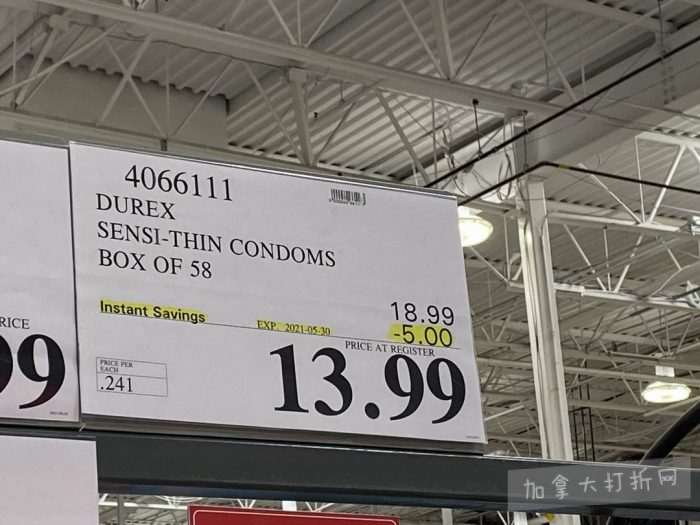 4066111
DUREX
SENSI-THIN CONDOMS
BOX OF 58
18.99
Instant Savings
EXP. 2021-05-30
-5.00
PRICE AT REGISTER
13.99
PRICE PER
EACH
.241
RICE
99
加拿大打折网